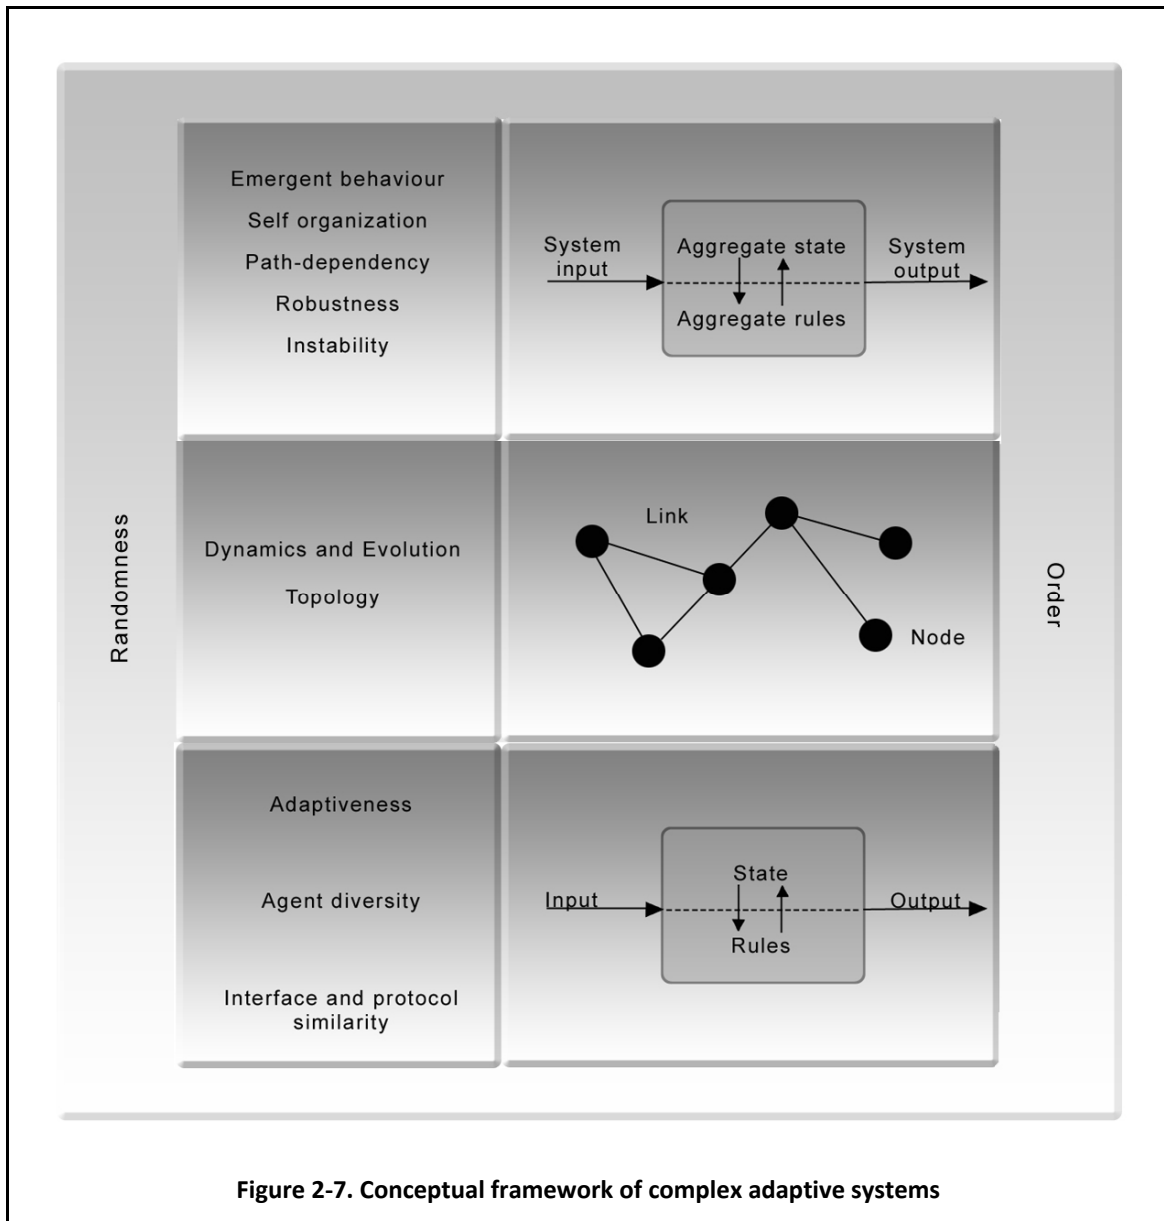 Emergent behaviour
Self organization
Path-dependency
Robustness
Instability
System
input
Aggregate state
Aggregate rules
System
output
Randomness
Dynamics and Evolution
Topology
Link
Node
Order
Adaptiveness
Agent diversity
Interface and protocol
similarity
Input
State
Rules
Output
Figure 2-7. Conceptual framework of complex adaptive systems